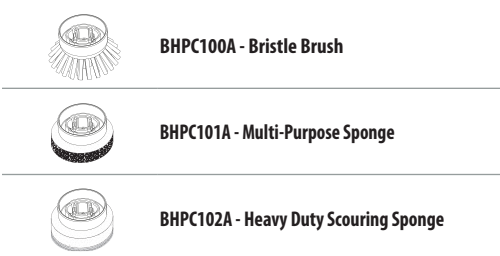 BHPC100A - Bristle Brush
BHPC101A - Multi-Purpose Sponge
BHPC102A - Heavy Duty Scouring Sponge